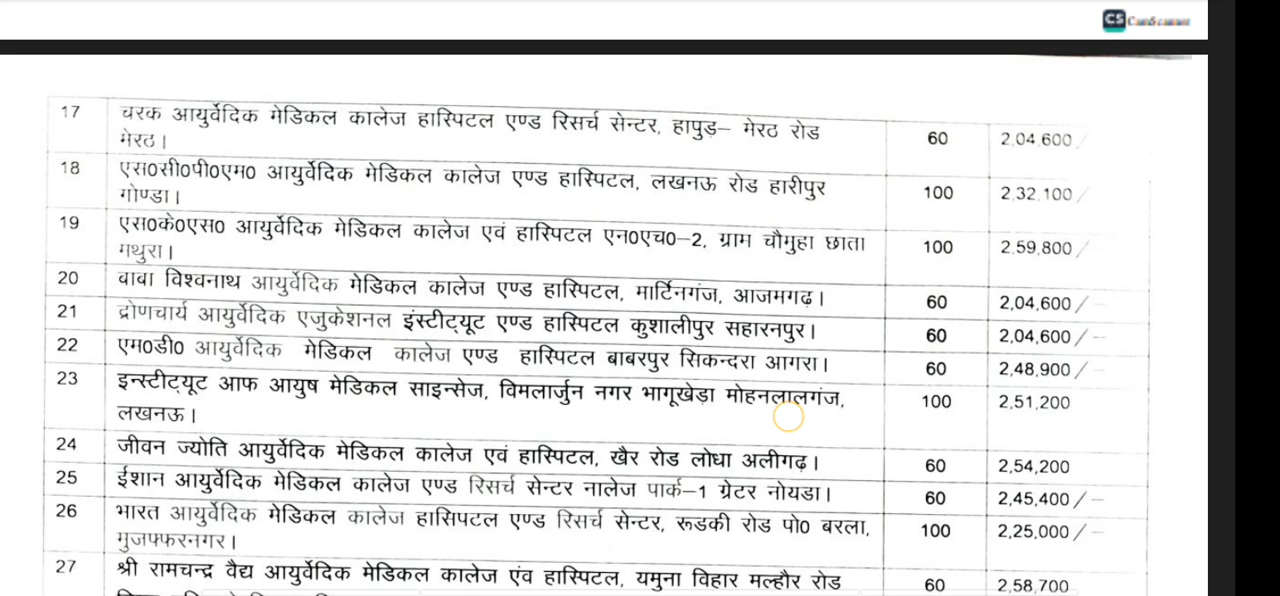 CS CamScanner
17 चरक आयुर्वेदिक मेडिकल कालेज हास्पिटल एण्ड रिसर्च सेन्टर, हापुड़– मेरठ रोड
मेरठ। 60 2,04,600/
18 एस0सी0पी0एम0 आयुर्वेदिक मेडिकल कालेज एण्ड हास्पिटल, लखनऊ रोड हारीपुर
गोण्डा। 100 2,32,100/
19 एस0के0एस0 आयुर्वेदिक मेडिकल कालेज एवं हास्पिटल एन0एच0–2, ग्राम चौमुहा छाता
मथुरा। 100 2,59,800/
20 बाबा विश्वनाथ आयुर्वेदिक मेडिकल कालेज एण्ड हास्पिटल, मार्टिनगंज, आजमगढ़। 60 2,04,600/–
21 द्रोणचार्य आयुर्वेदिक एजुकेशनल इंस्टीट्यूट एण्ड हास्पिटल कुशालीपुर सहारनपुर। 60 2,04,600/–
22 एम0डी0 आयुर्वेदिक मेडिकल कालेज एण्ड हास्पिटल बाबरपुर सिकन्दरा आगरा। 60 2,48,900/–
23 इन्स्टीट्यूट आफ आयुष मेडिकल साइन्सेज, विमलार्जुन नगर भागूखेड़ा मोहनलालगंज,
लखनऊ। 100 2,51,200
24 जीवन ज्योति आयुर्वेदिक मेडिकल कालेज एवं हास्पिटल, खैर रोड लोधा अलीगढ़। 60 2,54,200
25 ईशान आयुर्वेदिक मेडिकल कालेज एण्ड रिसर्च सेन्टर नालेज पार्क–1 ग्रेटर नोयडा। 60 2,45,400/–
26 भारत आयुर्वेदिक मेडिकल कालेज हासिपटल एण्ड रिसर्च सेन्टर, रूडकी रोड पो0 बरला,
मुजफ्फरनगर। 100 2,25,000/–
27 श्री रामचन्द्र वैद्य आयुर्वेदिक मेडिकल कालेज एंव हास्पिटल, यमुना विहार मल्हौर रोड 60 2,58,700